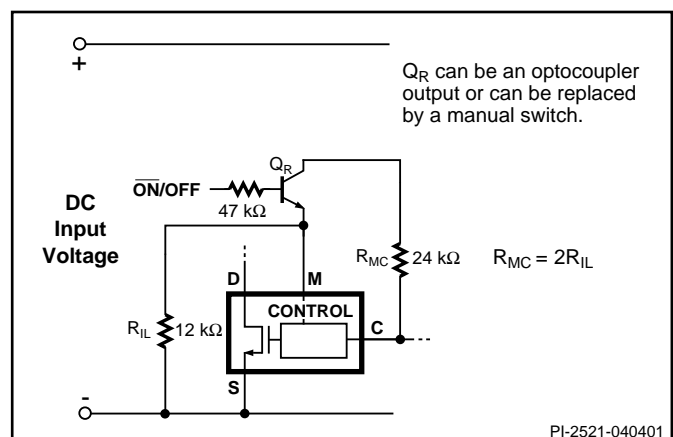 +
Q_R can be an optocoupler
output or can be replaced
by a manual switch.
Q_R
O̅N̅/OFF
47 kΩ
DC
Input
Voltage
R_MC 24 kΩ
R_MC = 2R_IL
D
M
CONTROL
C
R_IL 12 kΩ
S
-
PI-2521-040401